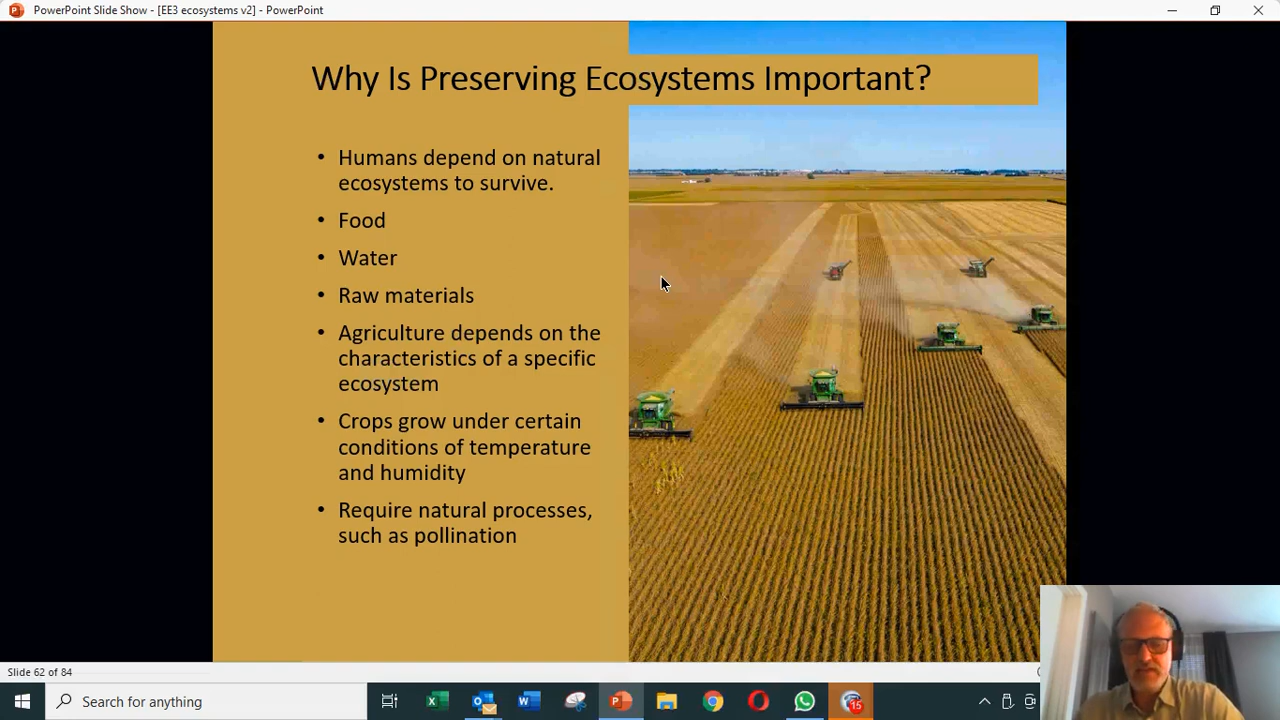 PowerPoint Slide Show - [EE3 ecosystems v2] - PowerPoint
Why Is Preserving Ecosystems Important?
• Humans depend on natural
ecosystems to survive.
• Food
• Water
• Raw materials
• Agriculture depends on the
characteristics of a specific
ecosystem
• Crops grow under certain
conditions of temperature
and humidity
• Require natural processes,
such as pollination
Slide 62 of 84
Search for anything
15